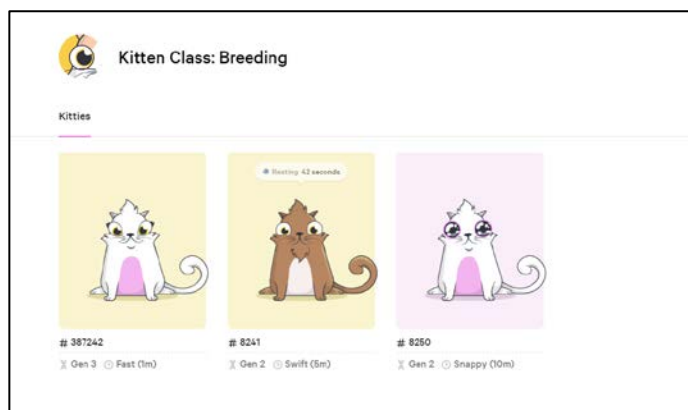 Kitten Class: Breeding
Kitties
Resting 42 seconds
# 387242
# 8241
# 8250
Gen 3 Fast (1m)
Gen 2 Swift (5m)
Gen 2 Snappy (10m)